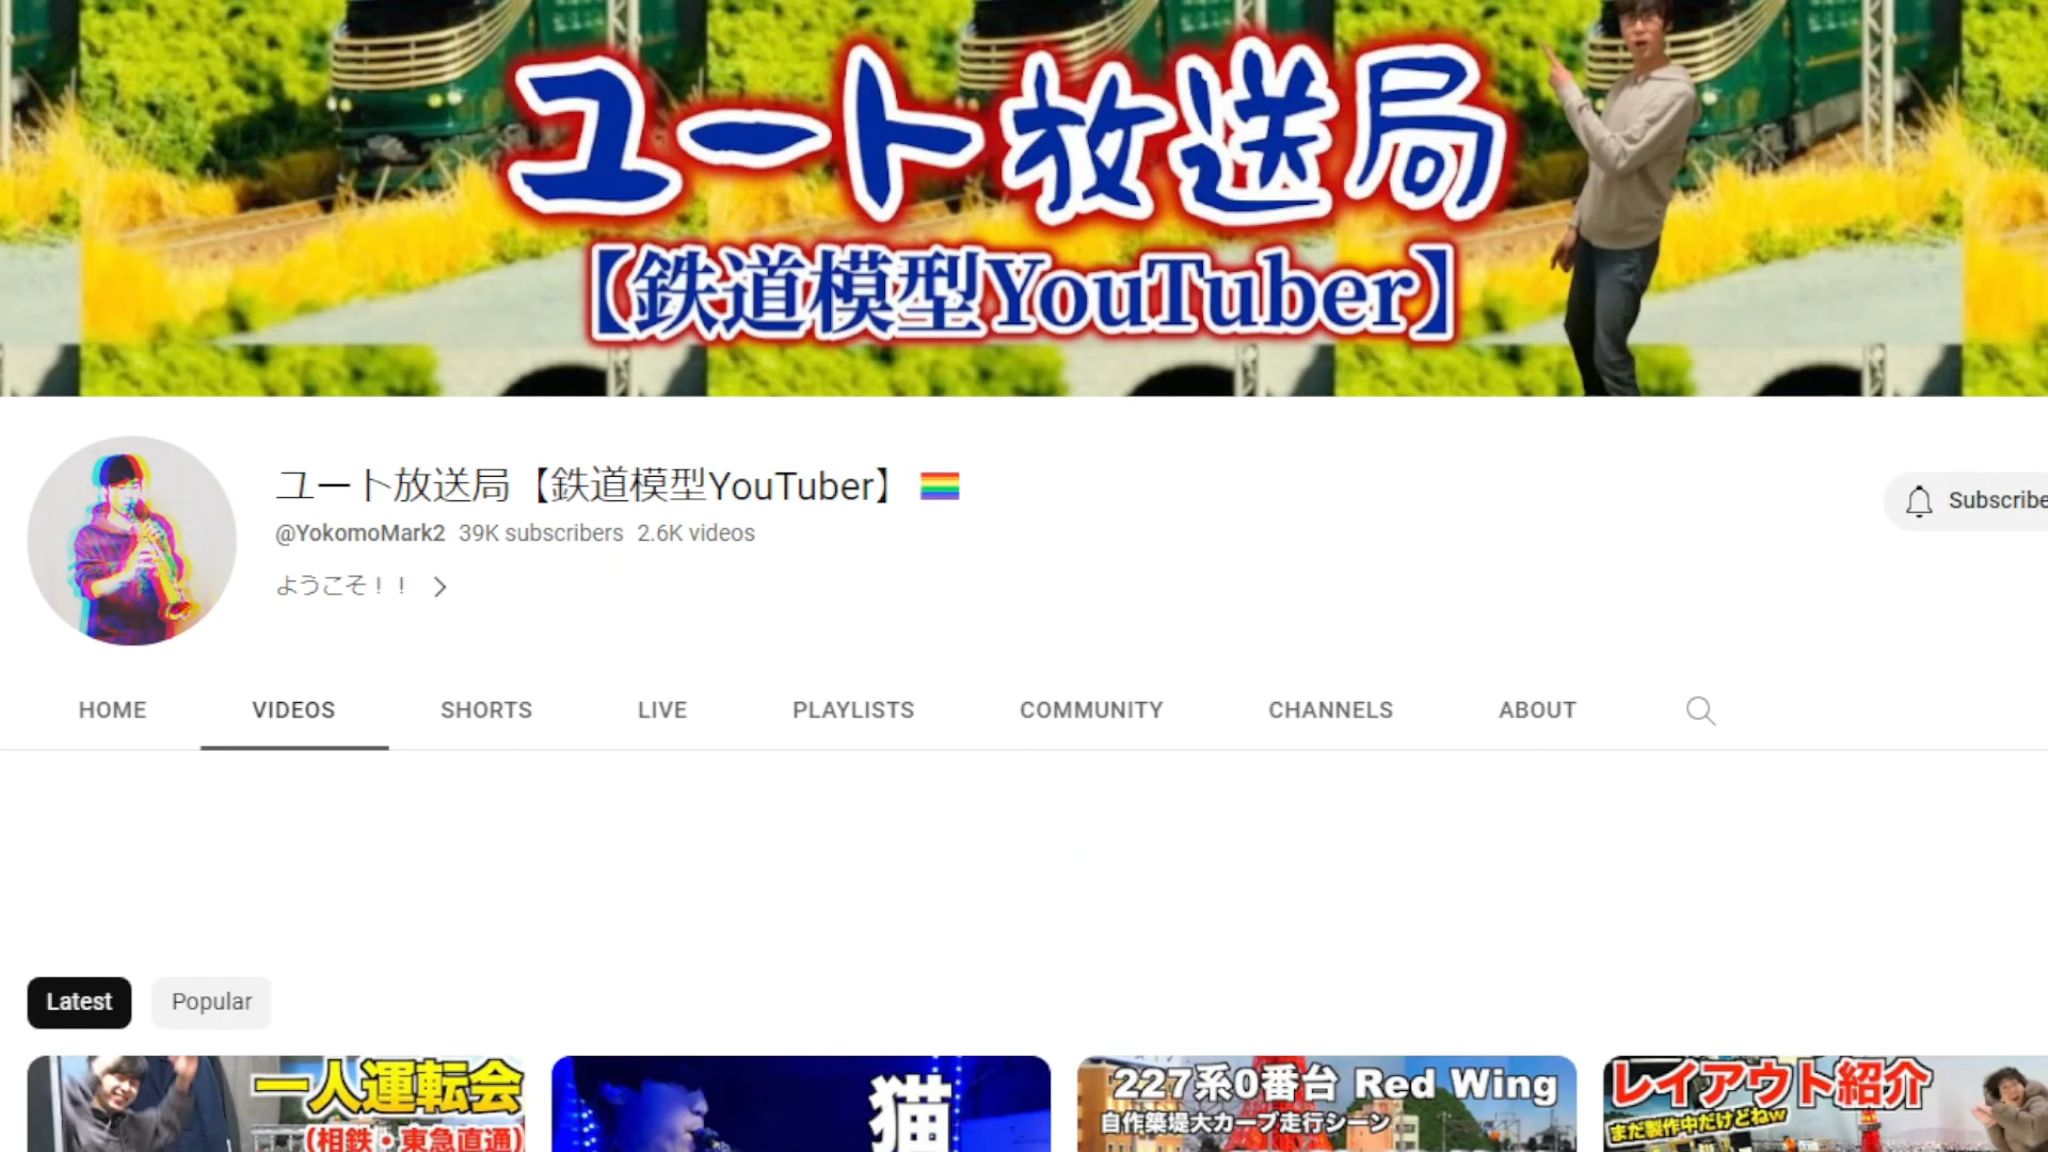 ユート放送局
【鉄道模型YouTuber】
ユート放送局【鉄道模型YouTuber】
@YokomoMark2 39K subscribers 2.6K videos
ようこそ！！
Subscribe
HOME VIDEOS SHORTS LIVE PLAYLISTS COMMUNITY CHANNELS ABOUT
Latest Popular
一人運転会
(相鉄・東急直通)
猫
227系0番台 Red Wing
自作築堤大カーブ走行シーン
レイアウト紹介
まだ製作中だけどねw